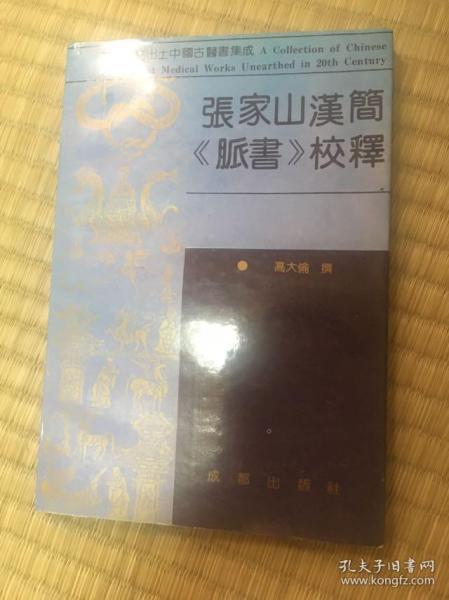 出土中國古醫書集成 A Collection of Chinese
Medical Works Unearthed in 20th Century
張家山漢簡
《脈書》校釋
高大倫 撰
成都出版社
孔夫子旧书网
www.kongfz.com